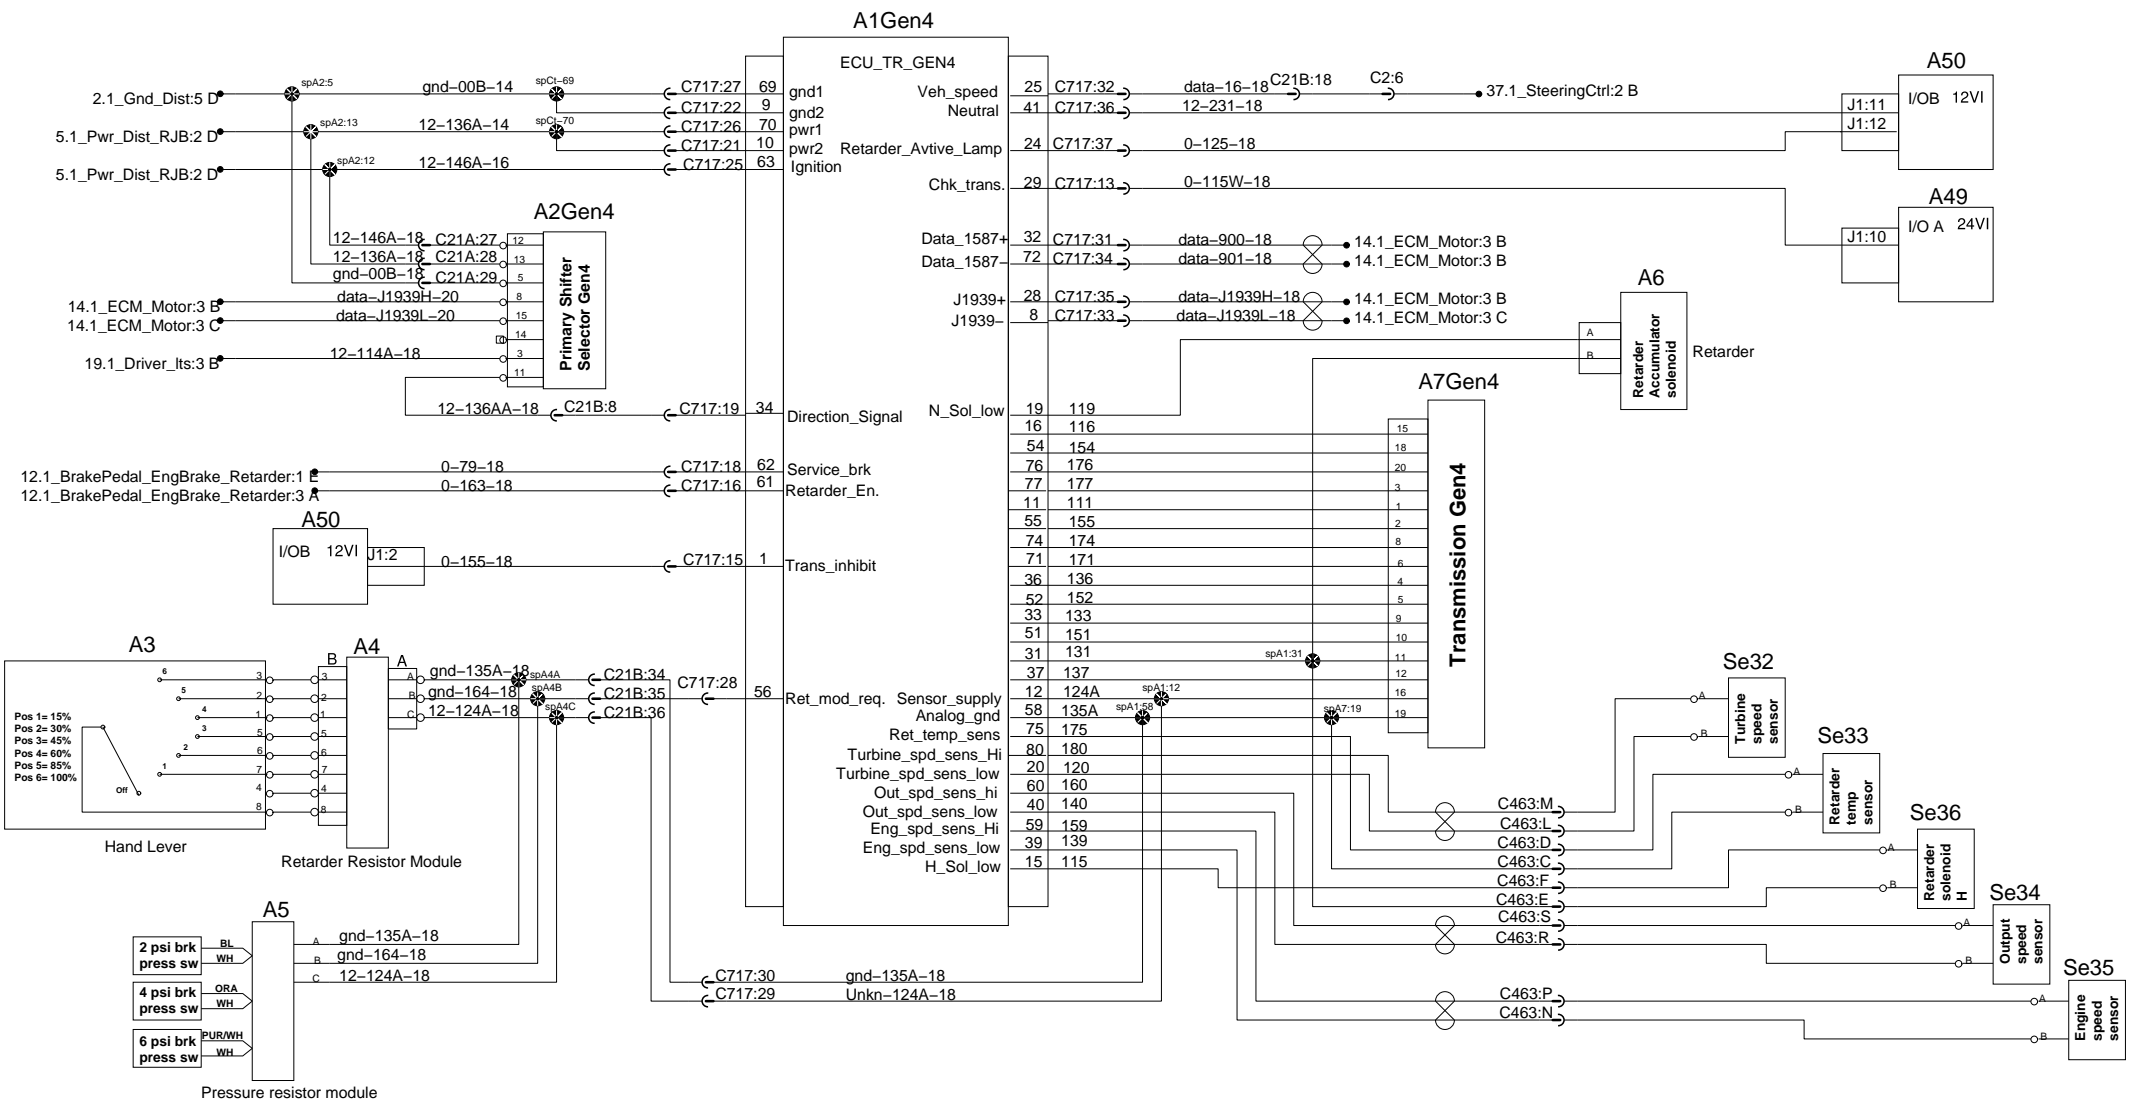 A1Gen4
ECU_TR_GEN4
2.1_Gnd_Dist:5 D
spA2:5
gnd-00B-14
spCt-69
C717:27
69
gnd1
C717:22
9
gnd2
5.1_Pwr_Dist_RJB:2 D
spA2:13
12-136A-14
spCt-70
C717:26
70
pwr1
C717:21
10
pwr2
5.1_Pwr_Dist_RJB:2 D
spA2:12
12-146A-16
C717:25
63
Ignition
Veh_speed
25
C717:32
data-16-18
C21B:18
C2:6
37.1_SteeringCtrl:2 B
Neutral
41
C717:36
12-231-18
Retarder_Avtive_Lamp
24
C717:37
0-125-18
Chk_trans.
29
C717:13
0-115W-18
A50
I/OB 12VI
J1:11
J1:12
A49
I/O A 24VI
J1:10
Data_1587+
32
C717:31
data-900-18
14.1_ECM_Motor:3 B
Data_1587-
72
C717:34
data-901-18
14.1_ECM_Motor:3 B
J1939+
28
C717:35
data-J1939H-18
14.1_ECM_Motor:3 B
J1939-
8
C717:33
data-J1939L-18
14.1_ECM_Motor:3 C
A2Gen4
Primary Shifter
Selector Gen4
12-146A-18
C21A:27
12
12-136A-18
C21A:28
13
gnd-00B-18
C21A:29
5
14.1_ECM_Motor:3 B
data-J1939H-20
8
14.1_ECM_Motor:3 C
data-J1939L-20
15
14
19.1_Driver_lts:3 B
12-114A-18
3
11
12-136AA-18
C21B:8
C717:19
34
Direction_Signal
12.1_BrakePedal_EngBrake_Retarder:1 E
0-79-18
C717:18
62
Service_brk
12.1_BrakePedal_EngBrake_Retarder:3 A
0-163-18
C717:16
61
Retarder_En.
A50
I/OB 12VI
J1:2
0-155-18
C717:15
1
Trans_inhibit
A6
A
B
Retarder
Accumulator
solenoid
Retarder
A7Gen4
Transmission Gen4
N_Sol_low
19 119
16 116 15
54 154 18
76 176 20
77 177 3
11 111 1
55 155 2
74 174 8
71 171 6
36 136 4
52 152 5
33 133 9
51 151 10
31 131 spA1:31 11
37 137 12
Sensor_supply 12 124A spA1:12 16
Analog_gnd 58 135A spA1:58 spA7:19 19
Ret_temp_sens 75 175
Turbine_spd_sens_Hi 80 180
Turbine_spd_sens_low 20 120
Out_spd_sens_hi 60 160
Out_spd_sens_low 40 140
Eng_spd_sens_Hi 59 159
Eng_spd_sens_low 39 139
H_Sol_low 15 115
A3
Pos 1= 15%
Pos 2= 30%
Pos 3= 45%
Pos 4= 60%
Pos 5= 85%
Pos 6= 100%
6
5
4
3
2
1
Off
3
2
1
5
6
7
4
8
Hand Lever
A4
B
3
2
1
5
6
7
4
8
A
A
B
C
Retarder Resistor Module
gnd-135A-18
spA4A
C21B:34
gnd-164-18
spA4B
C21B:35
C717:28
56
Ret_mod_req.
12-124A-18
spA4C
C21B:36
A5
2 psi brk
press sw
BL
WH
4 psi brk
press sw
ORA
WH
6 psi brk
press sw
PUR/WH
WH
A gnd-135A-18
B gnd-164-18
C 12-124A-18
Pressure resistor module
C717:30
gnd-135A-18
C717:29
Unkn-124A-18
C463:M
C463:L
C463:D
C463:C
C463:F
C463:E
C463:S
C463:R
C463:P
C463:N
Se32
A
B
Turbine
speed
sensor
Se33
A
B
Retarder
temp
sensor
Se36
A
B
Retarder
solenoid
H
Se34
A
B
Output
speed
sensor
Se35
A
B
Engine
speed
sensor